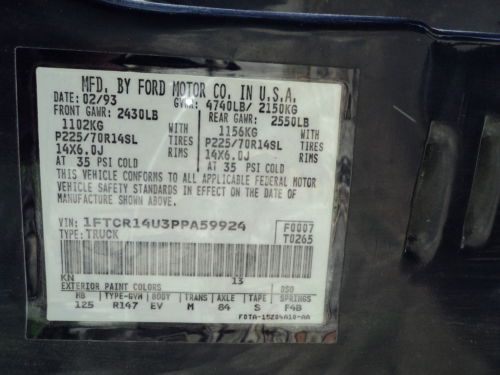 MFD. BY FORD MOTOR CO. IN U.S.A.
DATE: 02/93 GVWR: 4740LB/ 2150KG
FRONT GAWR: 2430LB REAR GAWR: 2550LB
1102KG WITH 1156KG WITH
P225/70R14SL TIRES P225/70R14SL TIRES
14X6.0J RIMS 14X6.0J RIMS
AT 35 PSI COLD AT 35 PSI COLD
THIS VEHICLE CONFORMS TO ALL APPLICABLE FEDERAL MOTOR
VEHICLE SAFETY STANDARDS IN EFFECT ON THE DATE OF
MANUFACTURE SHOWN ABOVE.
VIN: 1FTCR14U3PPA59924 F0007
TYPE: TRUCK T0265
KN 13
EXTERIOR PAINT COLORS DSO
WB TYPE-GVW BODY TRANS AXLE TAPE SPRINGS
125 R147 EV M 84 S F4B
F0TA-15204A10-AA